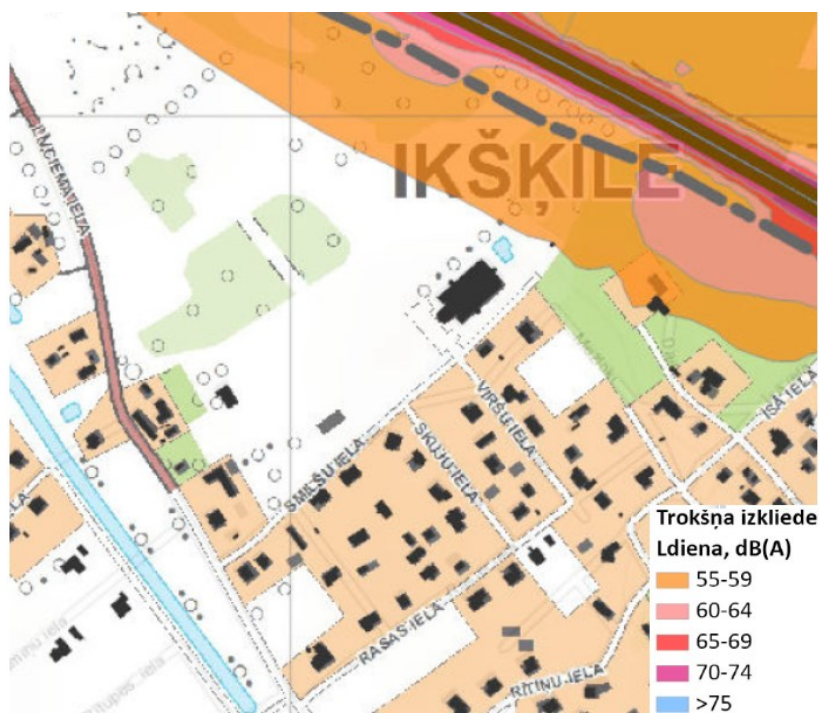 IKŠĶILE
SMILŠU IELA
VIRŠU IELA
SKUJU IELA
ĪSĀ IELA
RASAS IELA
RĪTIŅU IELA
IELA
Trokšņa izkliede
Ldiena, dB(A)
55-59
60-64
65-69
70-74
>75